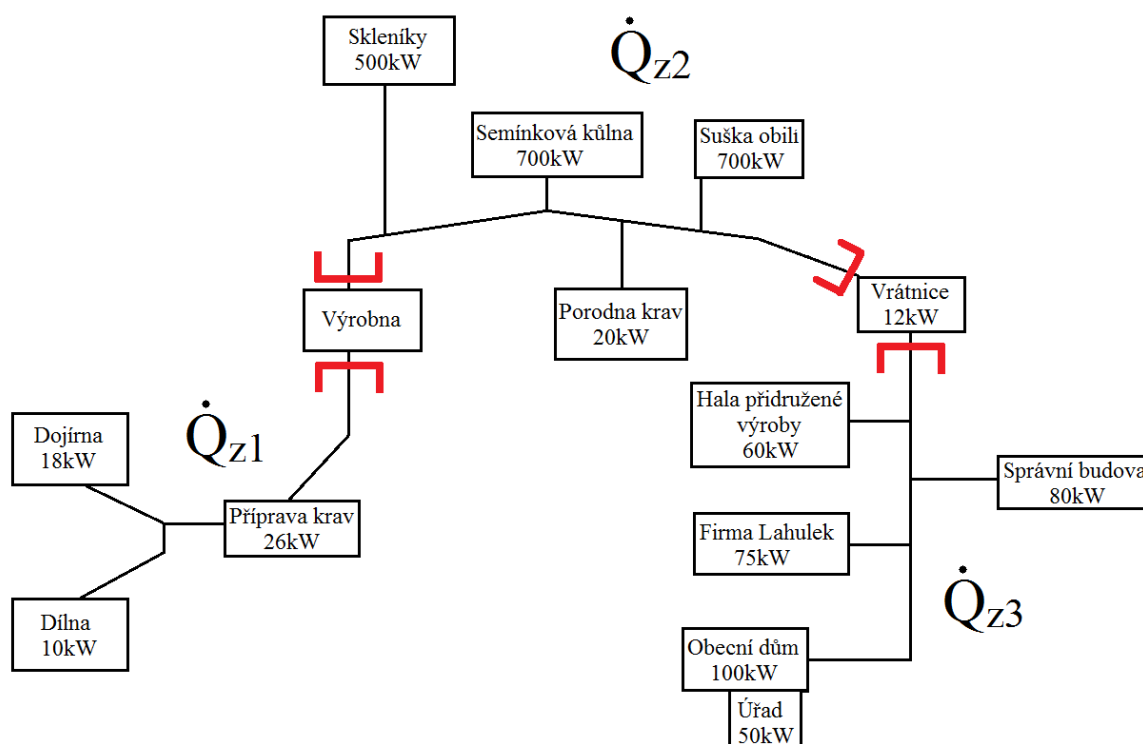 Skleníky
500kW
Q̇z2
Semínková kůlna
700kW
Suška obilí
700kW
Výrobna
Porodna krav
20kW
Vrátnice
12kW
Q̇z1
Dojírna
18kW
Příprava krav
26kW
Dílna
10kW
Hala přidružené
výroby
60kW
Správní budova
80kW
Firma Lahulek
75kW
Q̇z3
Obecní dům
100kW
Úřad
50kW